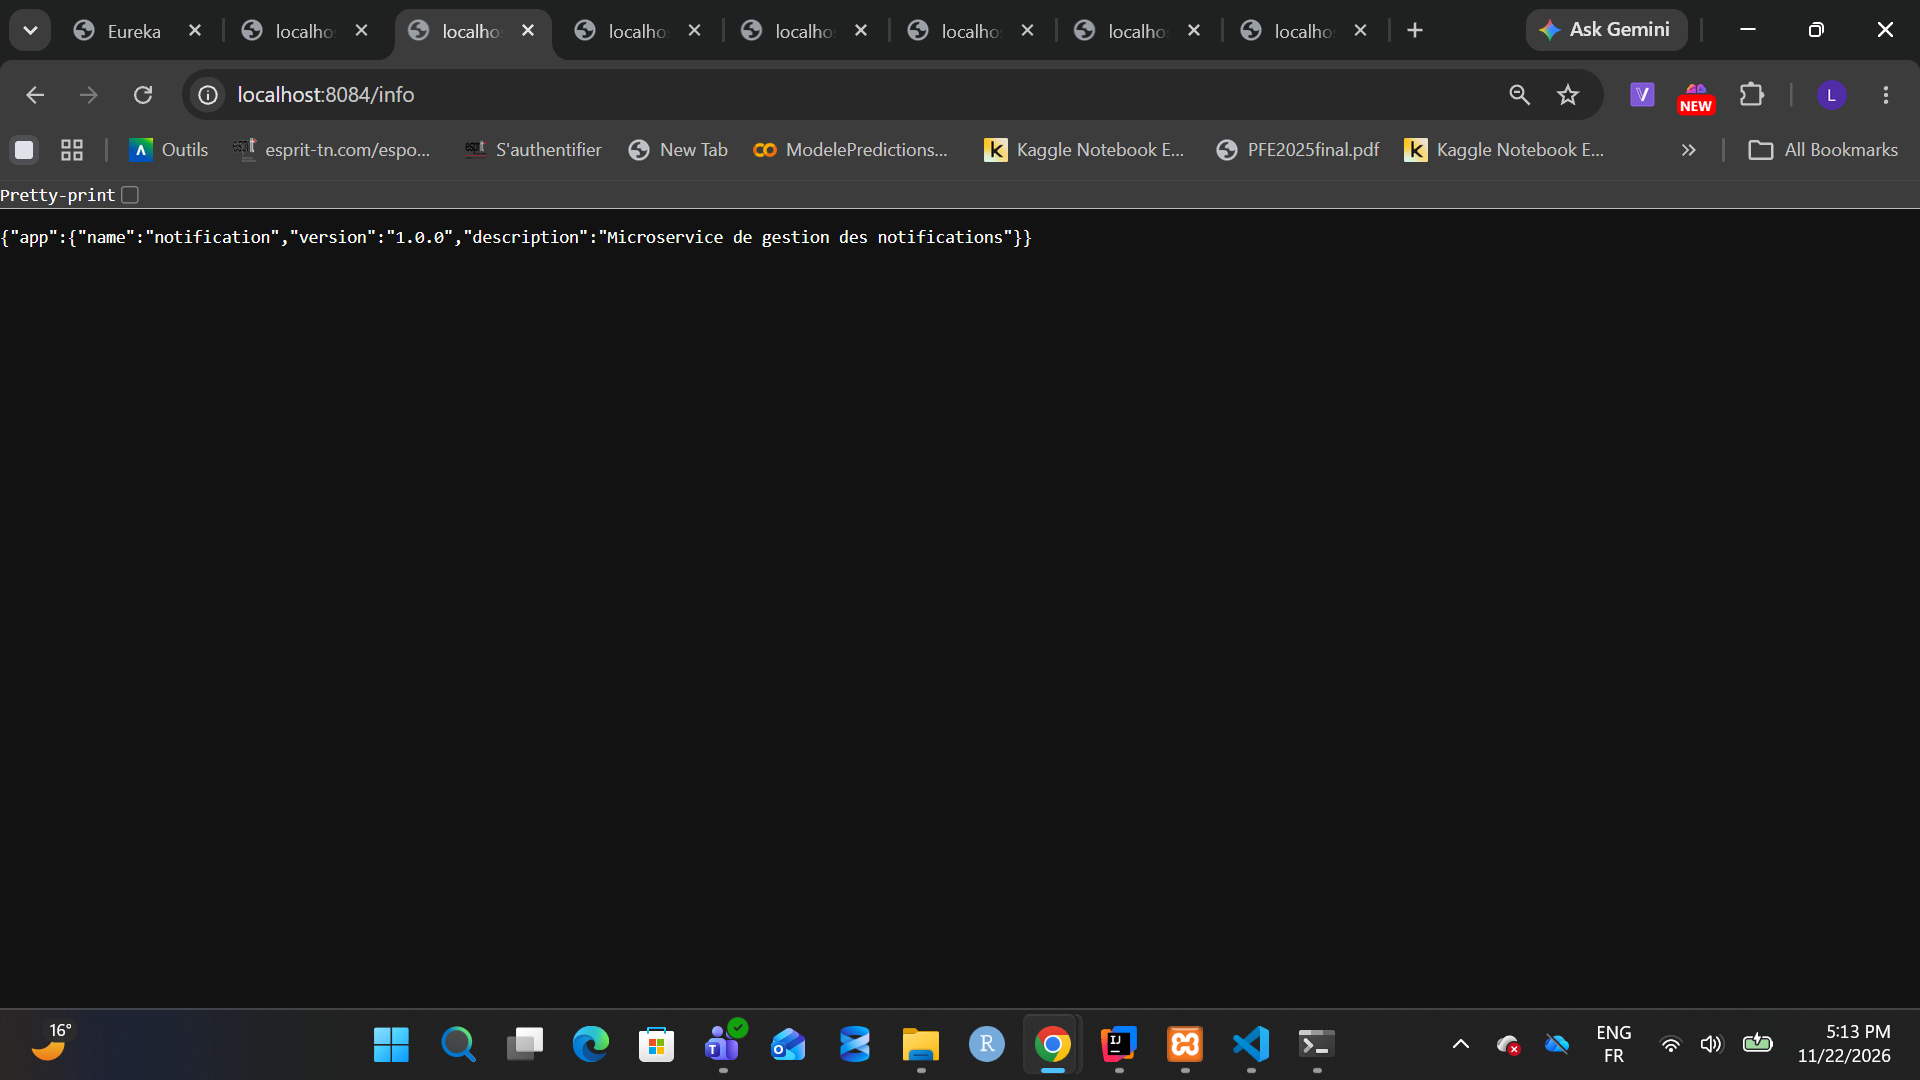 Eureka
localho
localho
localho
localho
localho
localho
localho
Ask Gemini
localhost:8084/info
NEW
L
Outils
esprit-tn.com/espo...
S'authentifier
New Tab
ModelePredictions...
Kaggle Notebook E...
PFE2025final.pdf
Kaggle Notebook E...
All Bookmarks
Pretty-print
{"app":{"name":"notification","version":"1.0.0","description":"Microservice de gestion des notifications"}}
16°
ENG
FR
5:13 PM
11/22/2026